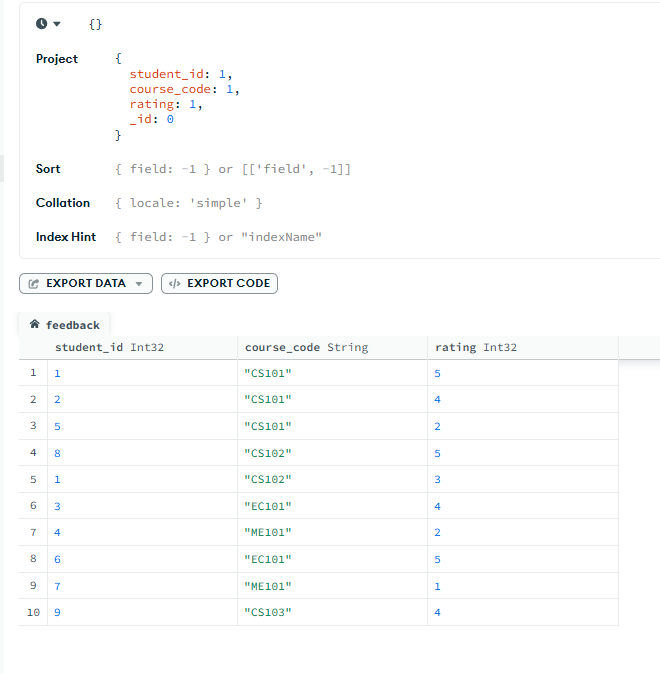 {}
Project {
student_id: 1,
course_code: 1,
rating: 1,
_id: 0
}
Sort { field: -1 } or [['field', -1]]
Collation { locale: 'simple' }
Index Hint { field: -1 } or "indexName"
EXPORT DATA </> EXPORT CODE
feedback
student_id Int32 course_code String rating Int32
1 1 "CS101" 5
2 2 "CS101" 4
3 5 "CS101" 2
4 8 "CS102" 5
5 1 "CS102" 3
6 3 "EC101" 4
7 4 "ME101" 2
8 6 "EC101" 5
9 7 "ME101" 1
10 9 "CS103" 4